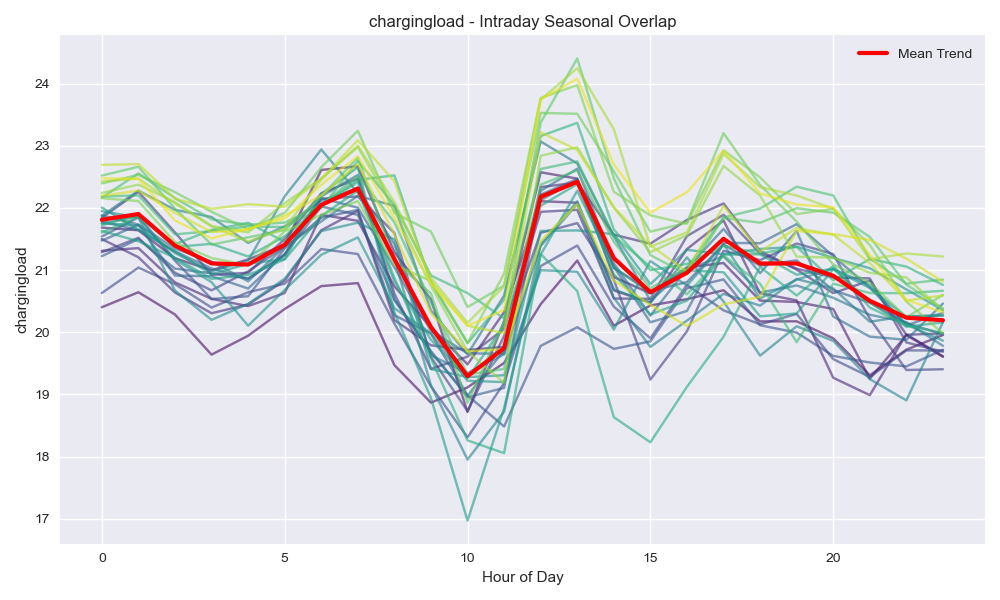 chargingload - Intraday Seasonal Overlap
Mean Trend
chargingload
24
23
22
21
20
19
18
17
0 5 10 15 20
Hour of Day